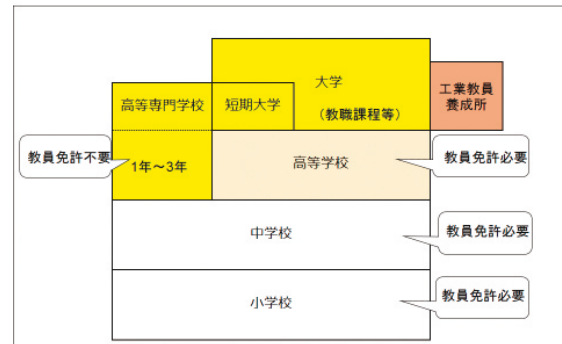 大学
（教職課程等）
工業教員
養成所
高等専門学校
短期大学
教員免許不要
1年～3年
高等学校
教員免許必要
中学校
教員免許必要
小学校
教員免許必要